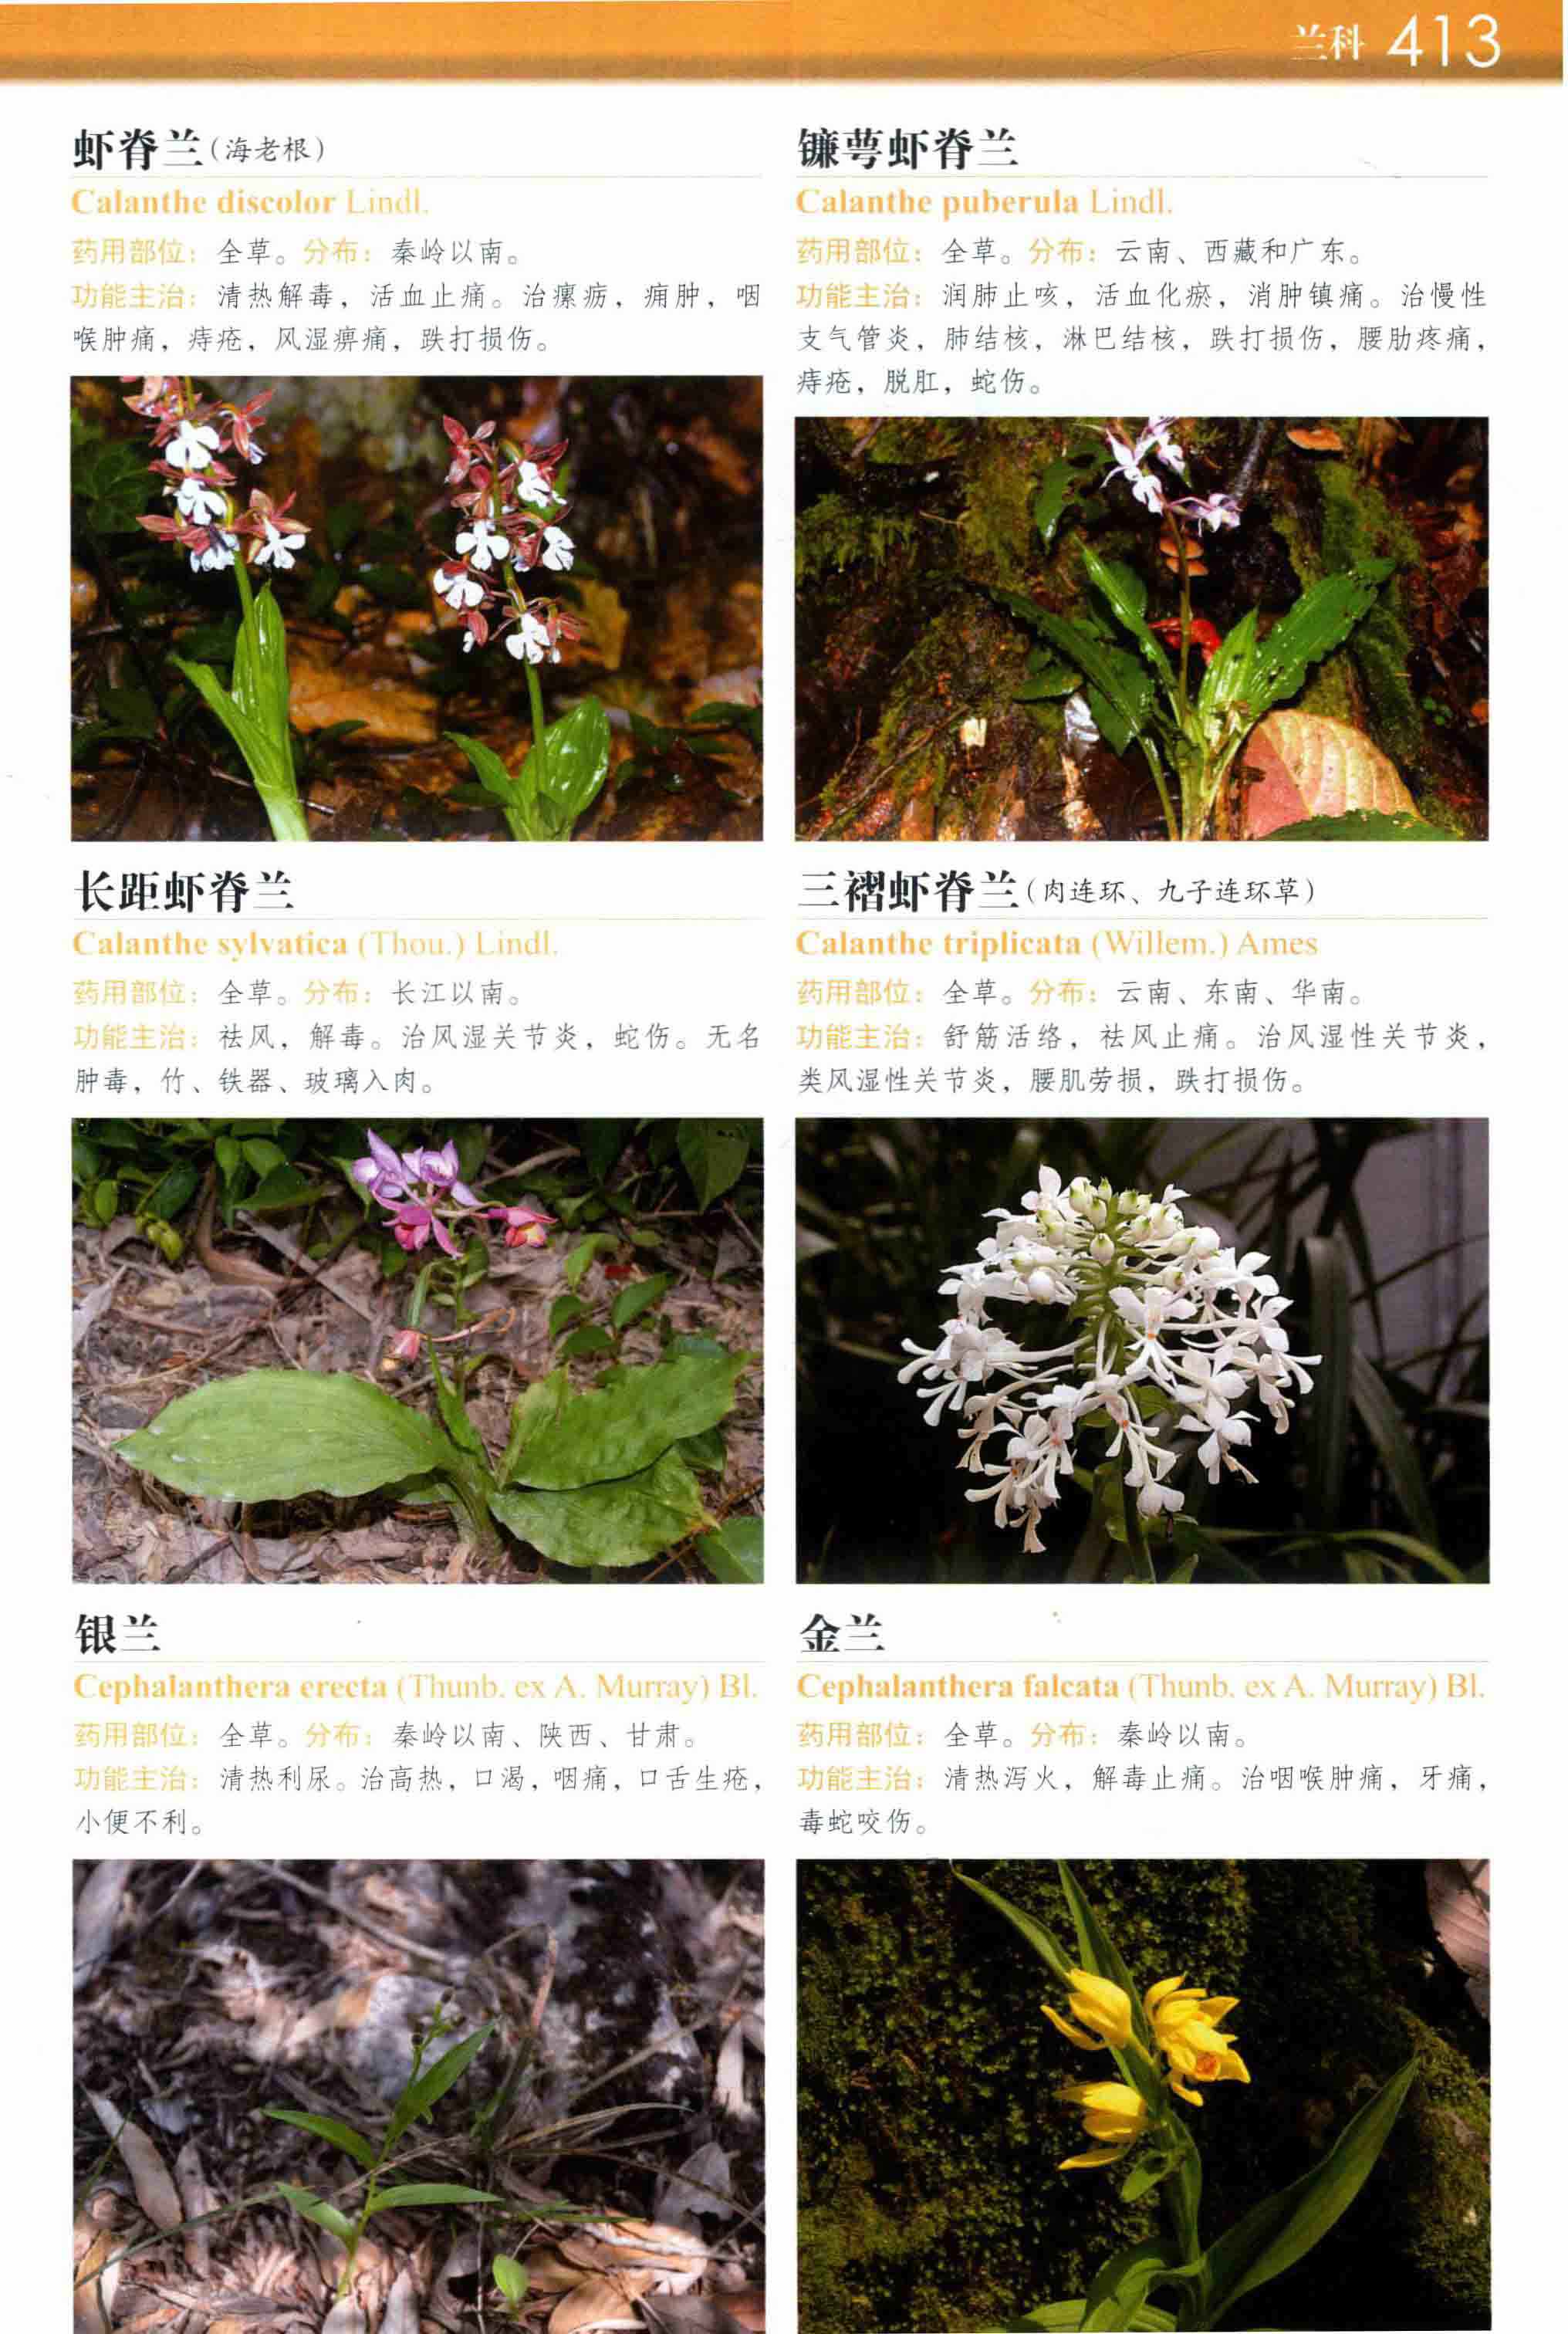 兰科 413
虾脊兰(海老根)
Calanthe discolor Lindl.
药用部位：全草。分布：秦岭以南。
功能主治：清热解毒，活血止痛。治瘰疬，痈肿，咽
喉肿痛，痔疮，风湿痹痛，跌打损伤。
镰萼虾脊兰
Calanthe puberula Lindl.
药用部位：全草。分布：云南、西藏和广东。
功能主治：润肺止咳，活血化瘀，消肿镇痛。治慢性
支气管炎，肺结核，淋巴结核，跌打损伤，腰肋疼痛，
痔疮，脱肛，蛇伤。
长距虾脊兰
Calanthe sylvatica (Thou.) Lindl.
药用部位：全草。分布：长江以南。
功能主治：祛风，解毒。治风湿关节炎，蛇伤。无名
肿毒，竹、铁器、玻璃入肉。
三褶虾脊兰(肉连环、九子连环草)
Calanthe triplicata (Willem.) Ames
药用部位：全草。分布：云南、东南、华南。
功能主治：舒筋活络，祛风止痛。治风湿性关节炎，
类风湿性关节炎，腰肌劳损，跌打损伤。
银兰
Cephalanthera erecta (Thunb. ex A. Murray) Bl.
药用部位：全草。分布：秦岭以南、陕西、甘肃。
功能主治：清热利尿。治高热，口渴，咽痛，口舌生疮，
小便不利。
金兰
Cephalanthera falcata (Thunb. ex A. Murray) Bl.
药用部位：全草。分布：秦岭以南。
功能主治：清热泻火，解毒止痛。治咽喉肿痛，牙痛，
毒蛇咬伤。